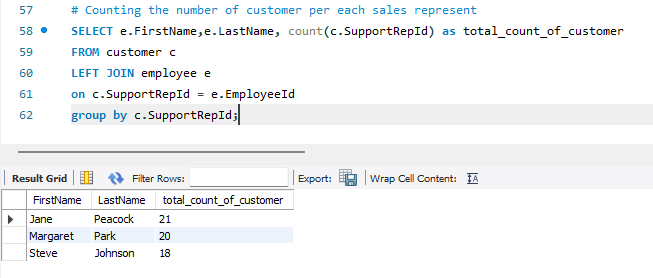 57 # Counting the number of customer per each sales represent
58 SELECT e.FirstName,e.LastName, count(c.SupportRepId) as total_count_of_customer
59 FROM customer c
60 LEFT JOIN employee e
61 on c.SupportRepId = e.EmployeeId
62 group by c.SupportRepId;
Result Grid Filter Rows: Export: Wrap Cell Content: IA
FirstName LastName total_count_of_customer
Jane Peacock 21
Margaret Park 20
Steve Johnson 18